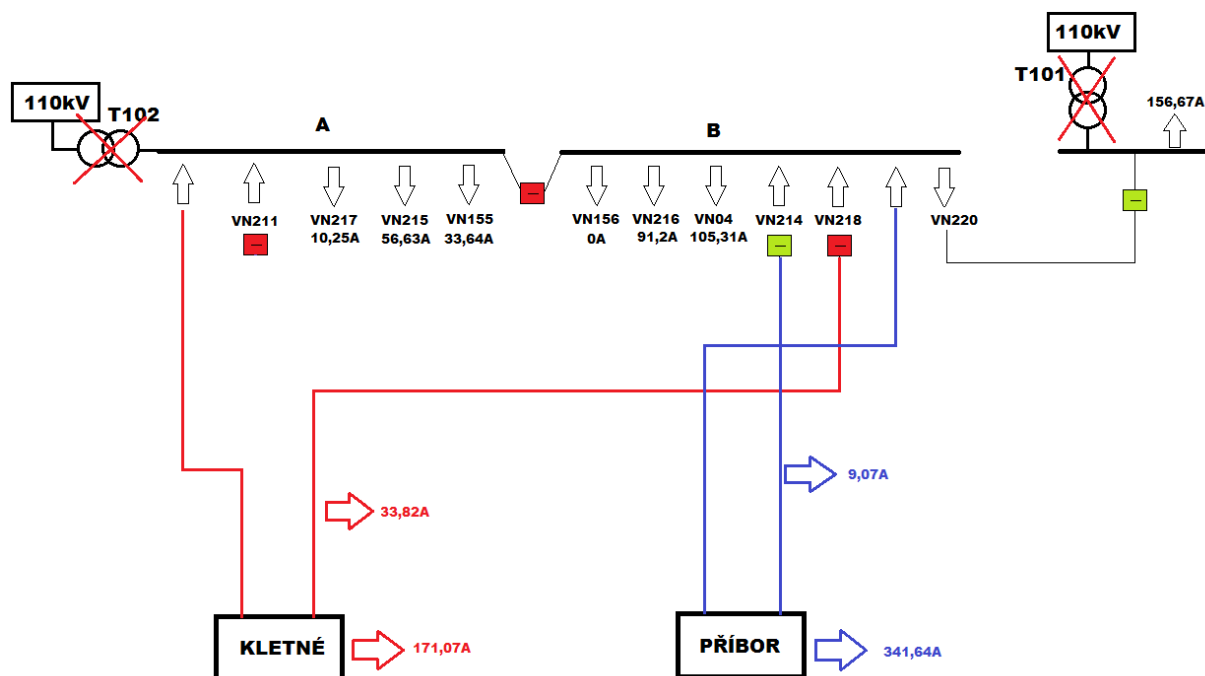 110kV
T101
156,67A
110kV
T102
A
B
VN211
VN217
10,25A
VN215
56,63A
VN155
33,64A
VN156
0A
VN216
91,2A
VN04
105,31A
VN214
VN218
VN220
9,07A
33,82A
KLETNÉ
171,07A
PŘÍBOR
341,64A